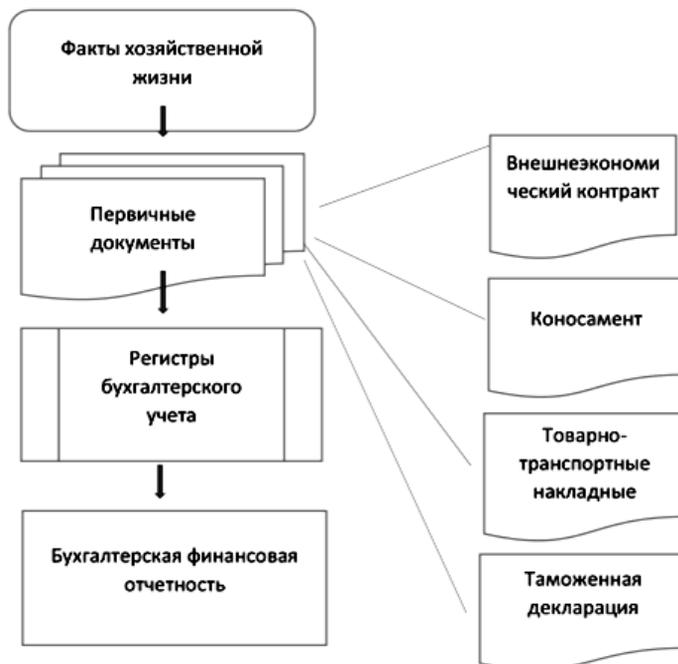 Факты хозяйственной
жизни
Первичные
документы
Регистры
бухгалтерского
учета
Бухгалтерская финансовая
отчетность
Внешнеэкономи
ческий контракт
Коносамент
Товарно-
транспортные
накладные
Таможенная
декларация